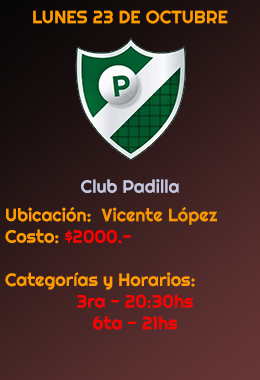 LUNES 23 DE OCTUBRE
P
Club Padilla
Ubicación: Vicente López
Costo: $2000.-
Categorías y Horarios:
3ra - 20:30hs
6ta - 21hs